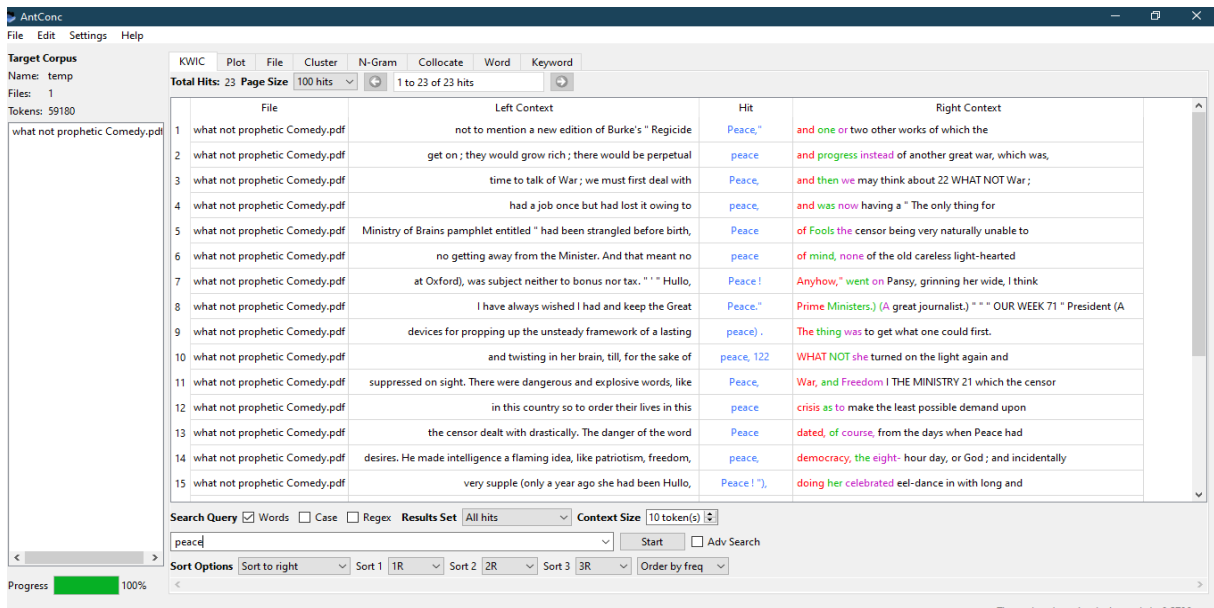 AntConc
File Edit Settings Help
Target Corpus
Name: temp
Files: 1
Tokens: 59180
what not prophetic Comedy.pdf
Progress 100%
KWIC Plot File Cluster N-Gram Collocate Word Keyword
Total Hits: 23 Page Size 100 hits 1 to 23 of 23 hits
File Left Context Hit Right Context
1 what not prophetic Comedy.pdf not to mention a new edition of Burke's " Regicide Peace," and one or two other works of which the
2 what not prophetic Comedy.pdf get on ; they would grow rich ; there would be perpetual peace and progress instead of another great war, which was,
3 what not prophetic Comedy.pdf time to talk of War ; we must first deal with Peace, and then we may think about 22 WHAT NOT War ;
4 what not prophetic Comedy.pdf had a job once but had lost it owing to peace, and was now having a " The only thing for
5 what not prophetic Comedy.pdf Ministry of Brains pamphlet entitled " had been strangled before birth, Peace of Fools the censor being very naturally unable to
6 what not prophetic Comedy.pdf no getting away from the Minister. And that meant no peace of mind, none of the old careless light-hearted
7 what not prophetic Comedy.pdf at Oxford), was subject neither to bonus nor tax. " ' " Hullo, Peace ! Anyhow," went on Pansy, grinning her wide, I think
8 what not prophetic Comedy.pdf I have always wished I had and keep the Great Peace." Prime Ministers.) (A great journalist.) " " " OUR WEEK 71 " President (A
9 what not prophetic Comedy.pdf devices for propping up the unsteady framework of a lasting peace) . The thing was to get what one could first.
10 what not prophetic Comedy.pdf and twisting in her brain, till, for the sake of peace, 122 WHAT NOT she turned on the light again and
11 what not prophetic Comedy.pdf suppressed on sight. There were dangerous and explosive words, like Peace, War, and Freedom I THE MINISTRY 21 which the censor
12 what not prophetic Comedy.pdf in this country so to order their lives in this peace crisis as to make the least possible demand upon
13 what not prophetic Comedy.pdf the censor dealt with drastically. The danger of the word Peace dated, of course, from the days when Peace had
14 what not prophetic Comedy.pdf desires. He made intelligence a flaming idea, like patriotism, freedom, peace, democracy, the eight- hour day, or God ; and incidentally
15 what not prophetic Comedy.pdf very supple (only a year ago she had been Hullo, Peace ! "), doing her celebrated eel-dance in with long and
Search Query Words Case Regex Results Set All hits Context Size 10 token(s)
peace Start Adv Search
Sort Options Sort to right Sort 1 1R Sort 2 2R Sort 3 3R Order by freq